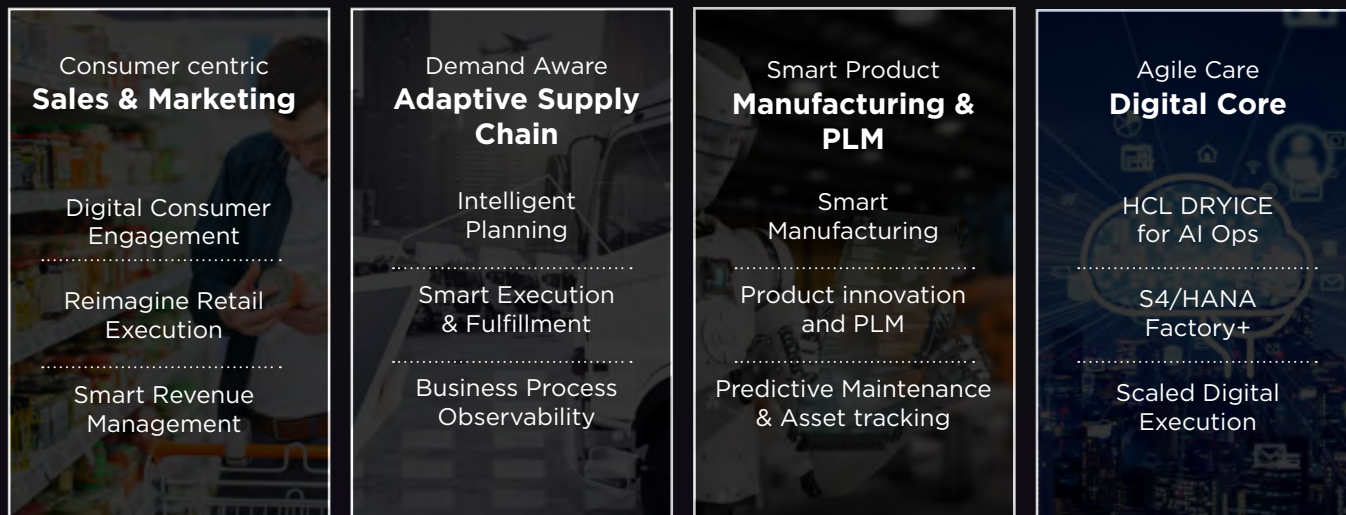 Consumer centric
Sales & Marketing
Digital Consumer
Engagement
Reimagine Retail
Execution
Smart Revenue
Management
Demand Aware
Adaptive Supply
Chain
Intelligent
Planning
Smart Execution
& Fulfillment
Business Process
Observability
Smart Product
Manufacturing &
PLM
Smart
Manufacturing
Product innovation
and PLM
Predictive Maintenance
& Asset tracking
Agile Care
Digital Core
HCL DRYICE
for AI Ops
S4/HANA
Factory+
Scaled Digital
Execution